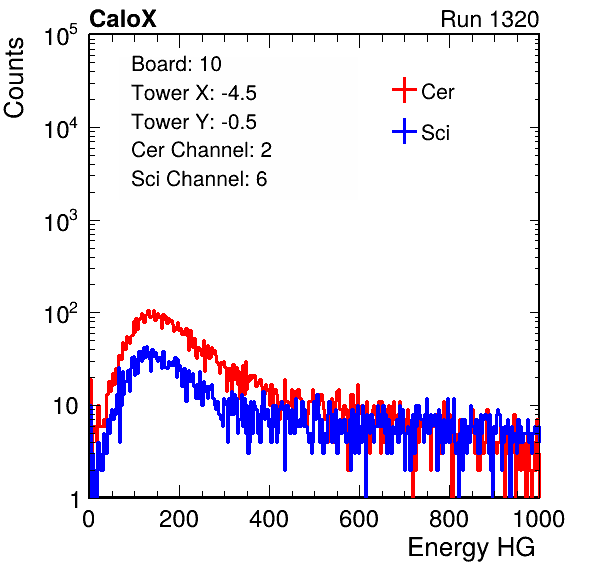 CaloX Run 1320
Counts
10^5
10^4
10^3
10^2
10
1
Board: 10
Tower X: -4.5
Tower Y: -0.5
Cer Channel: 2
Sci Channel: 6
Cer
Sci
0 200 400 600 800 1000
Energy HG